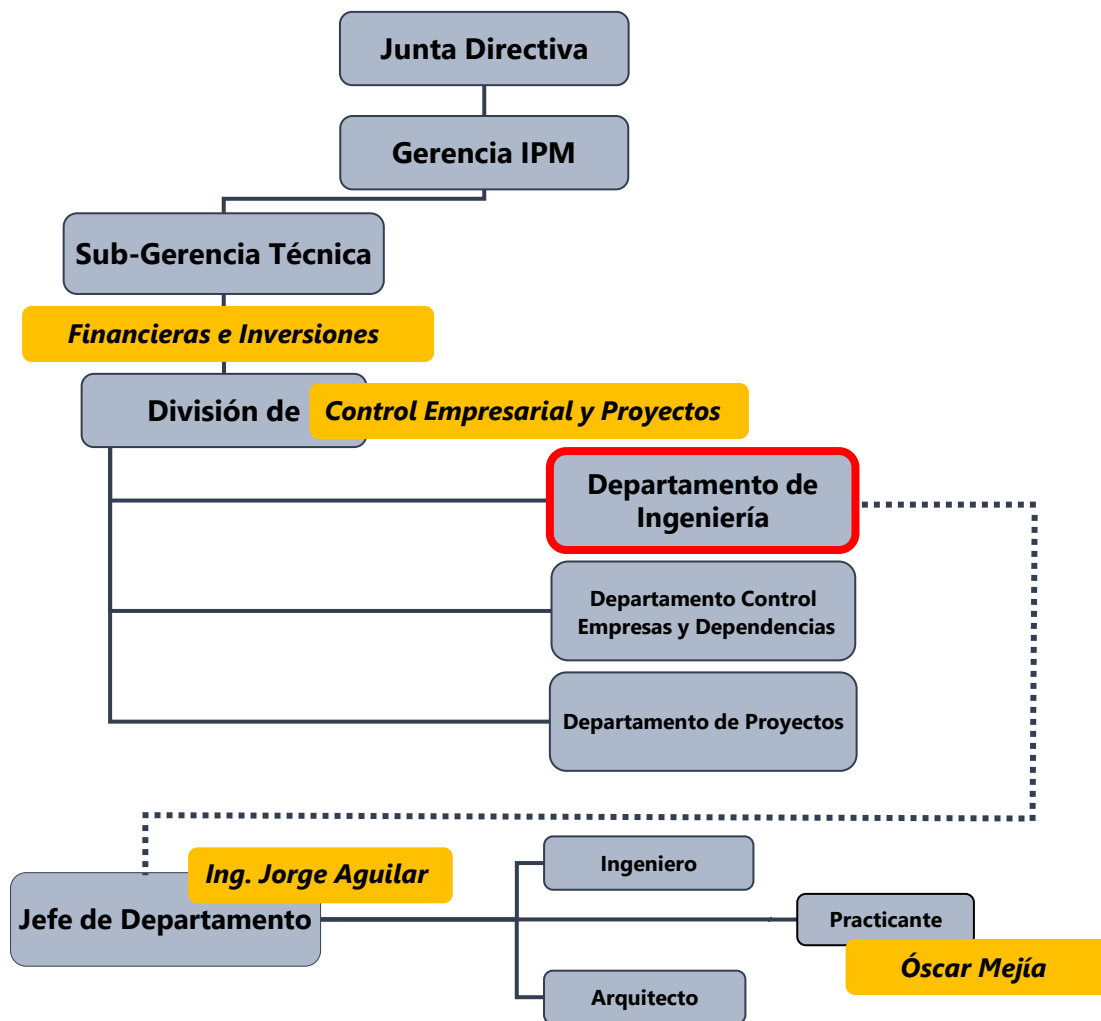 Junta Directiva
Gerencia IPM
Sub-Gerencia Técnica
Financieras e Inversiones
División de
Control Empresarial y Proyectos
Departamento de
Ingeniería
Departamento Control
Empresas y Dependencias
Departamento de Proyectos
Ing. Jorge Aguilar
Jefe de Departamento
Ingeniero
Practicante
Óscar Mejía
Arquitecto